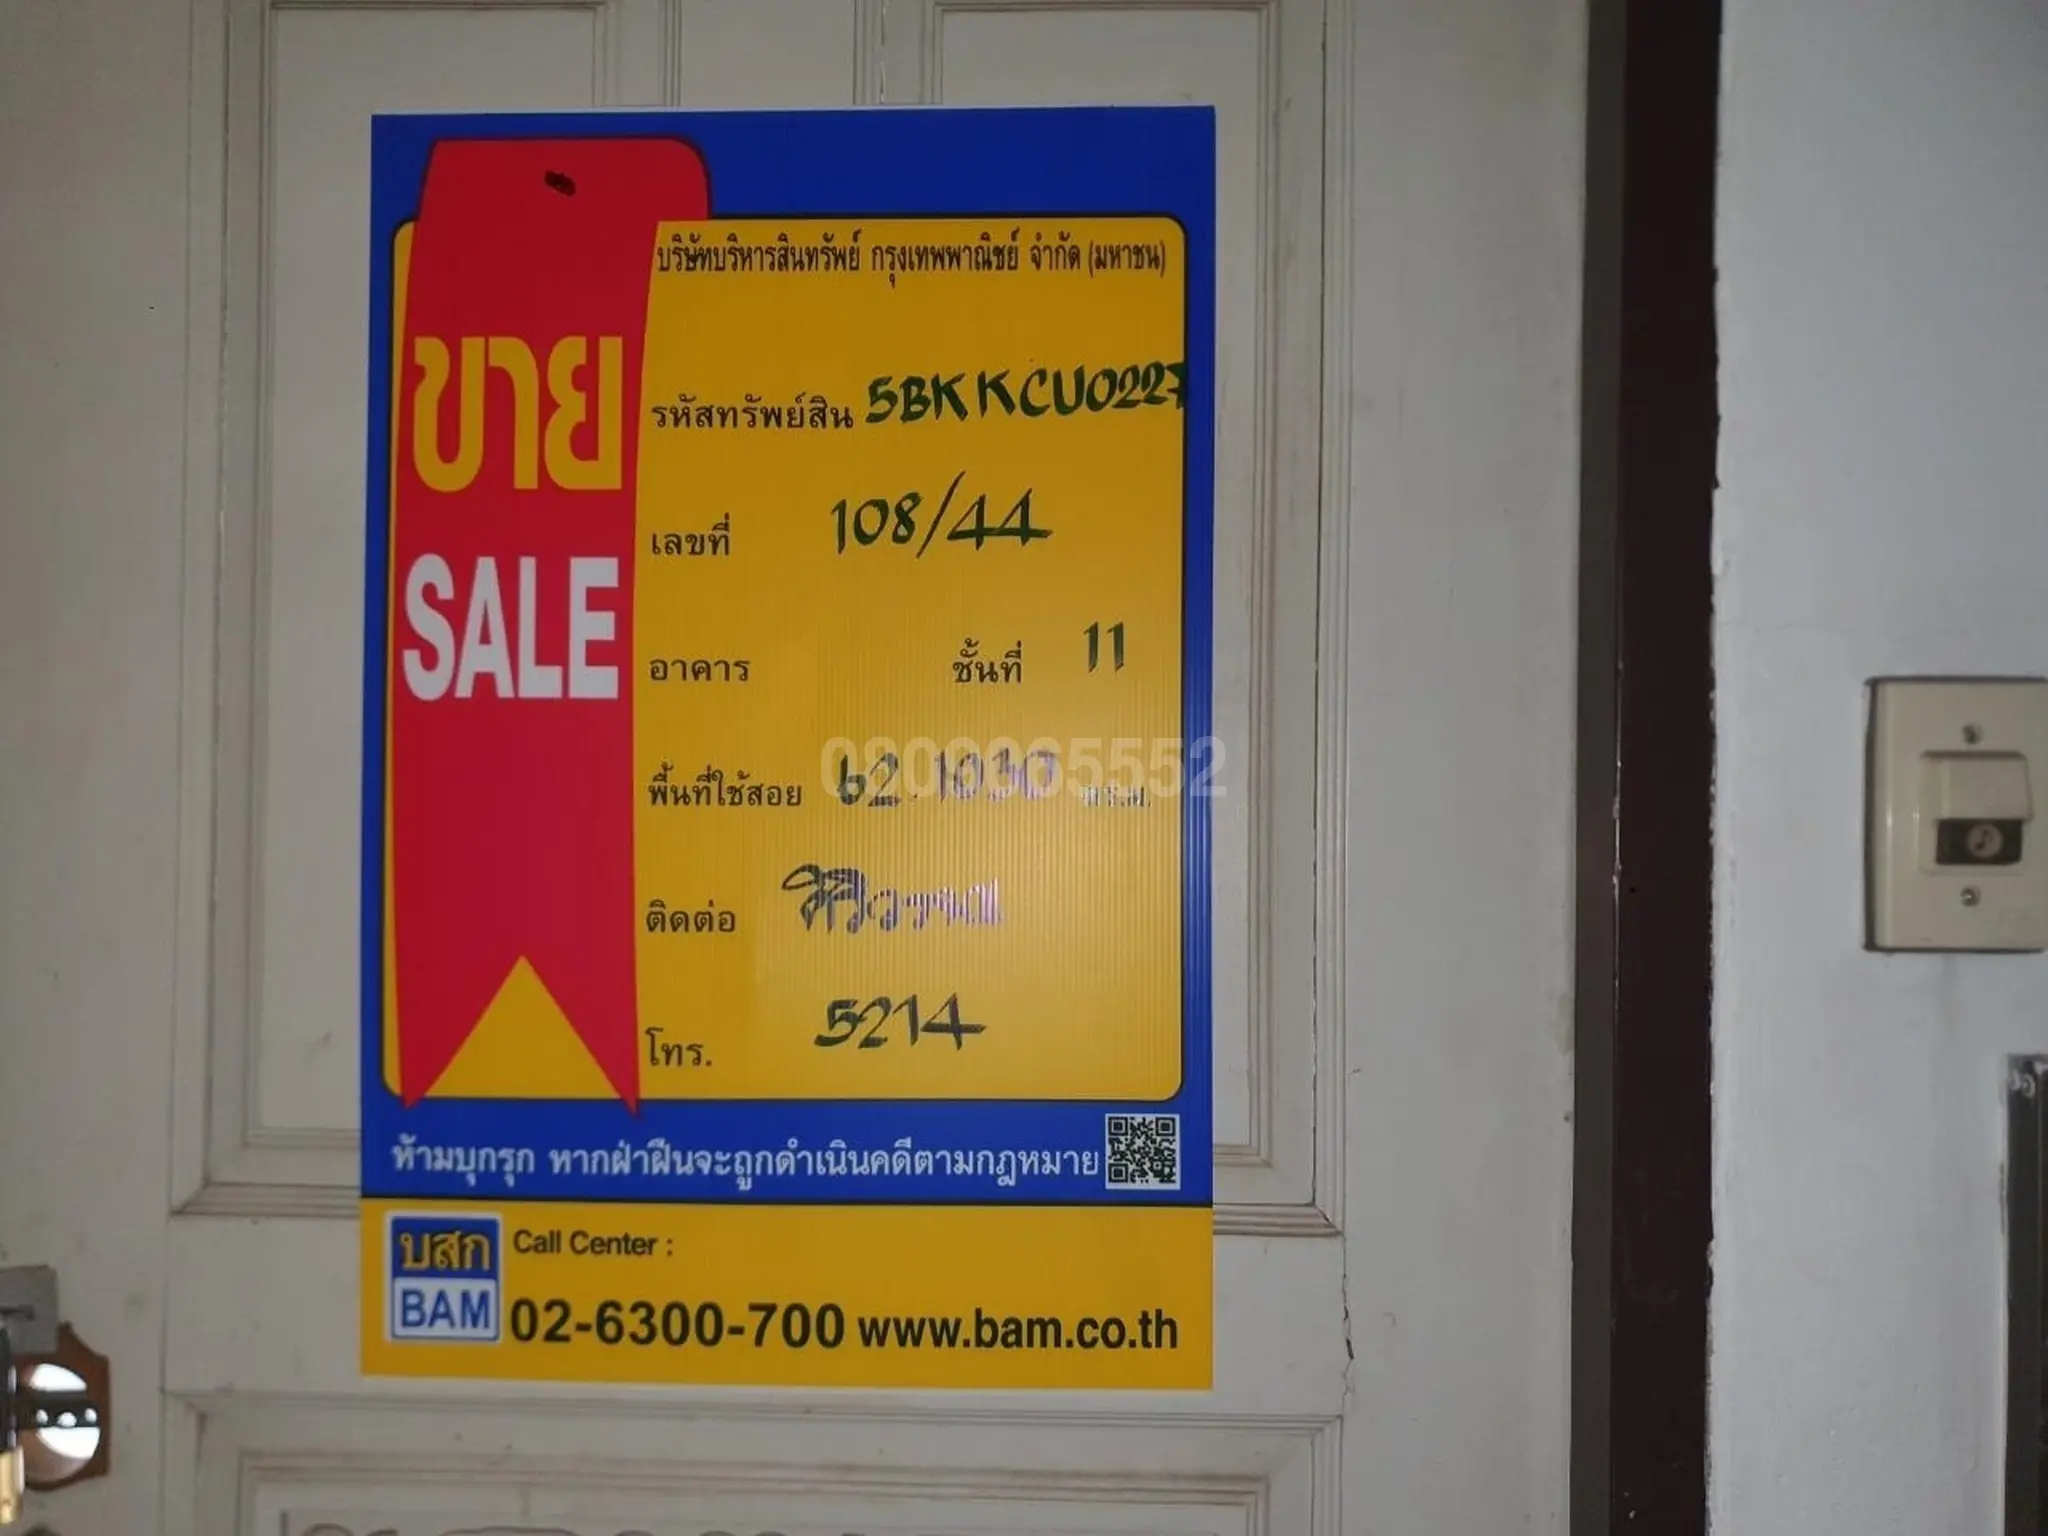 บริษัทบริหารสินทรัพย์ กรุงเทพพาณิชย์ จำกัด (มหาชน)
ขาย
SALE
รหัสทรัพย์สิน 5BKKCU0227
เลขที่ 108/44
อาคาร ชั้นที่ 11
พื้นที่ใช้สอย 62.1030 ตร.ม.
ติดต่อ
โทร. 5214
ห้ามบุกรุก หากฝ่าฝืนจะถูกดำเนินคดีตามกฎหมาย
บสก
BAM
Call Center :
02-6300-700 www.bam.co.th